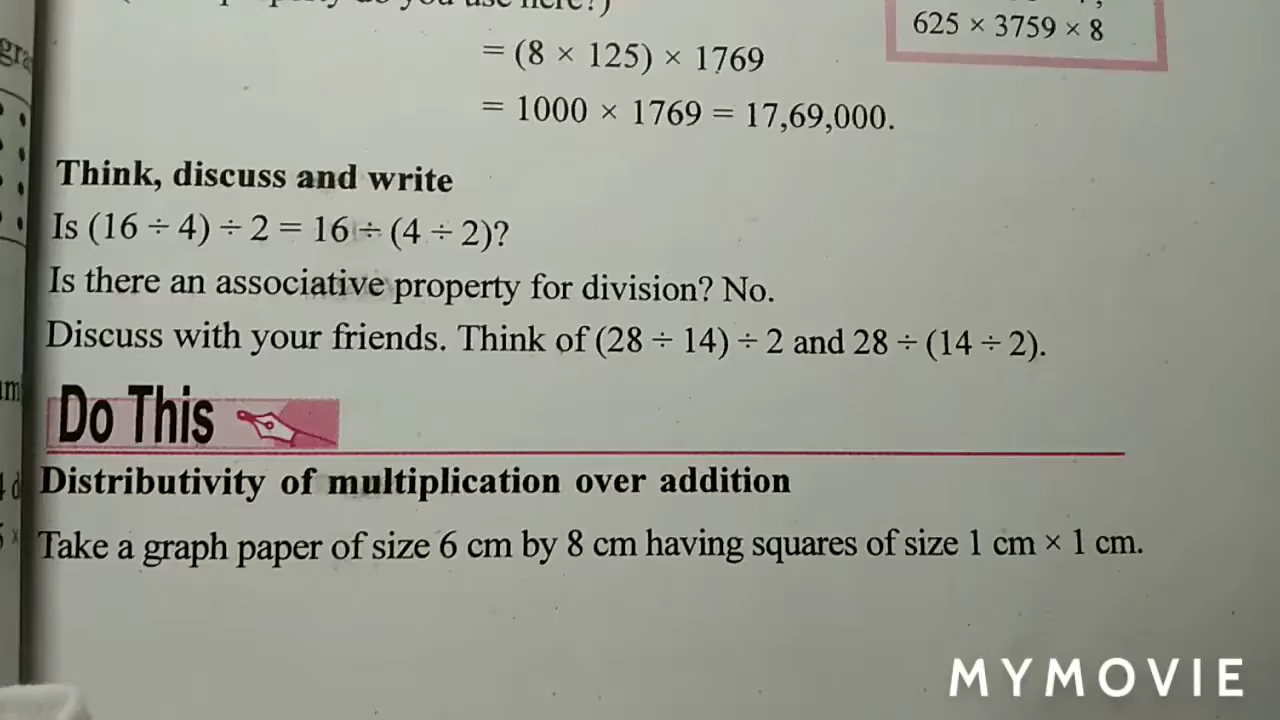 625 × 3759 × 8
= (8 × 125) × 1769
= 1000 × 1769 = 17,69,000.
Think, discuss and write
Is (16 ÷ 4) ÷ 2 = 16 ÷ (4 ÷ 2)?
Is there an associative property for division? No.
Discuss with your friends. Think of (28 ÷ 14) ÷ 2 and 28 ÷ (14 ÷ 2).
Do This
Distributivity of multiplication over addition
Take a graph paper of size 6 cm by 8 cm having squares of size 1 cm × 1 cm.
MYMOVIE